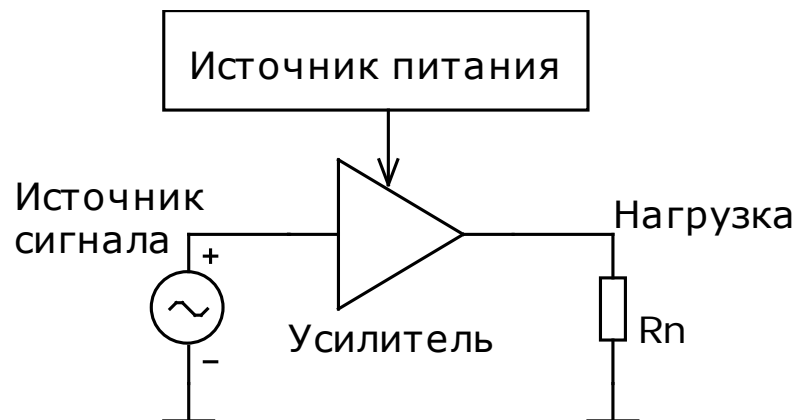 Источник питания
Источник
сигнала
+
−
Усилитель
Нагрузка
Rn